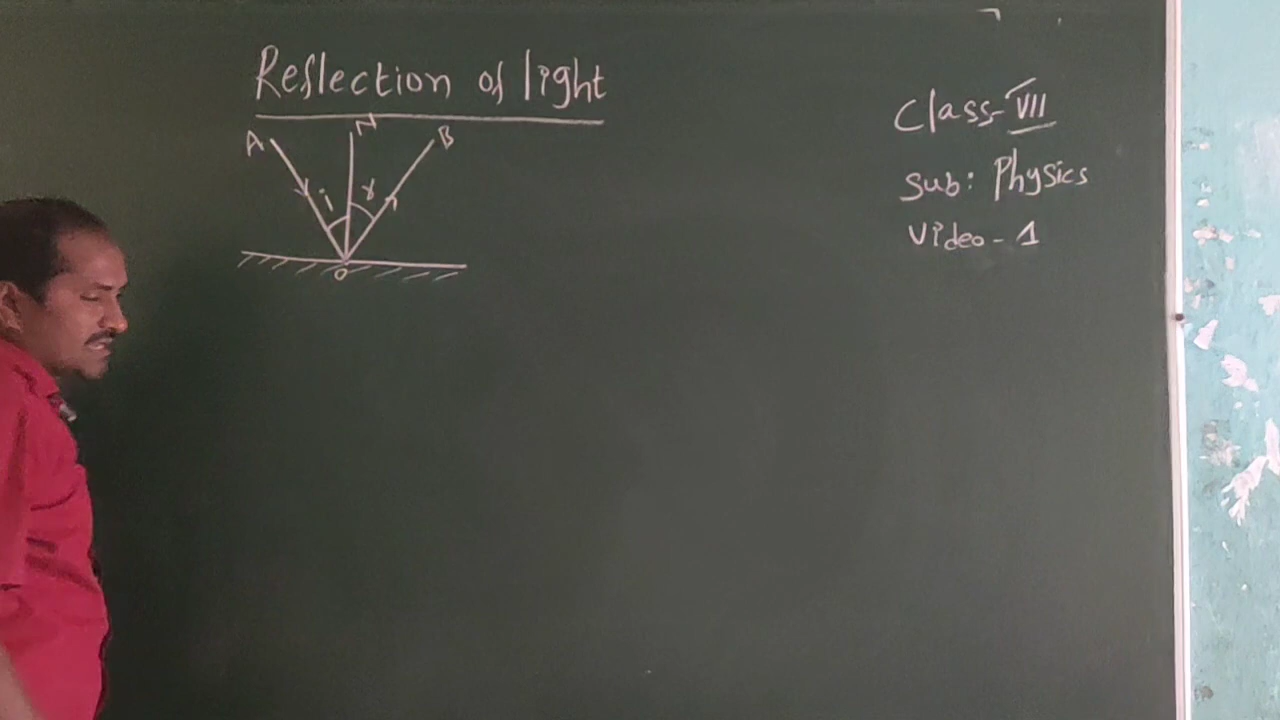 Reflection of light
A N B
i r
O
Class-VII
Sub: Physics
Video-1